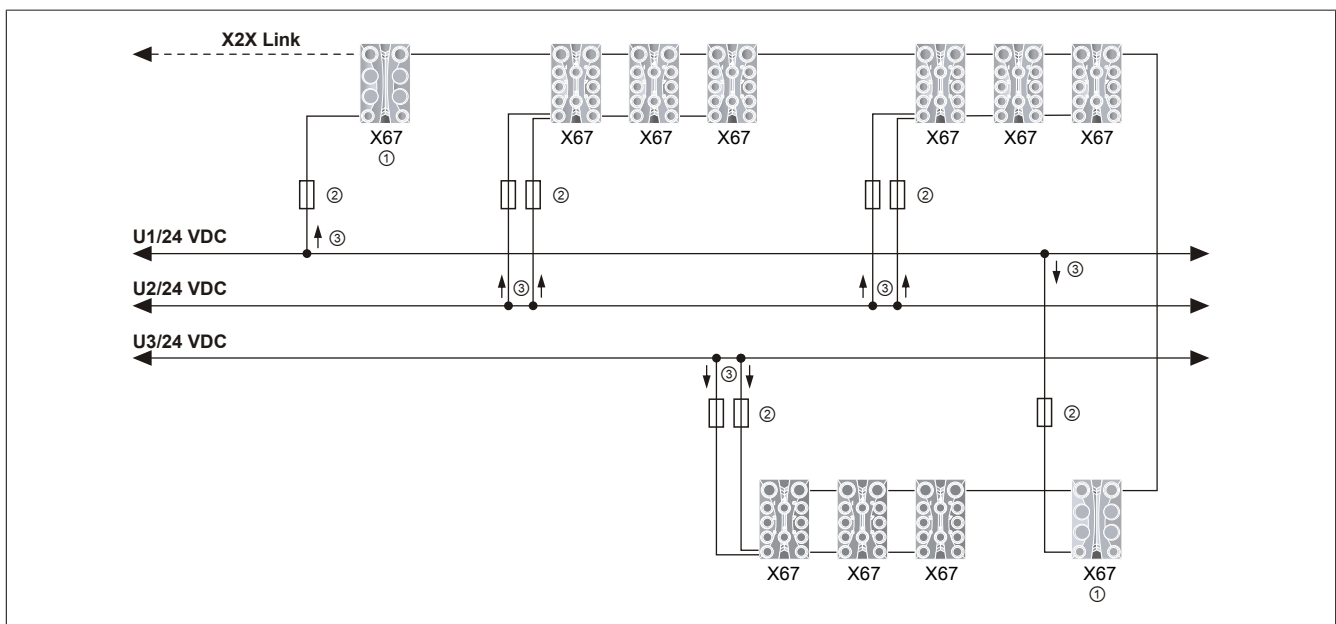 X2X Link
X67 X67 X67 X67 X67 X67 X67
①
② ② ②
③
U1/24 VDC
③
③ ③
U2/24 VDC
U3/24 VDC
③
② ②
X67 X67 X67 X67
①